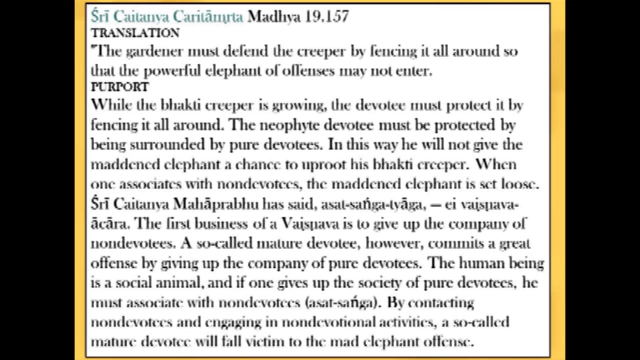 Śrī Caitanya Caritāmṛta Madhya 19.157
TRANSLATION
"The gardener must defend the creeper by fencing it all around so
that the powerful elephant of offenses may not enter.
PURPORT
While the bhakti creeper is growing, the devotee must protect it by
fencing it all around. The neophyte devotee must be protected by
being surrounded by pure devotees. In this way he will not give the
maddened elephant a chance to uproot his bhakti creeper. When
one associates with nondevotees, the maddened elephant is set loose.
Śrī Caitanya Mahāprabhu has said, asat-saṅga-tyāga, — ei vaiṣṇava-
ācāra. The first business of a Vaiṣṇava is to give up the company of
nondevotees. A so-called mature devotee, however, commits a great
offense by giving up the company of pure devotees. The human being
is a social animal, and if one gives up the society of pure devotees, he
must associate with nondevotees (asat-saṅga). By contacting
nondevotees and engaging in nondevotional activities, a so-called
mature devotee will fall victim to the mad elephant offense.